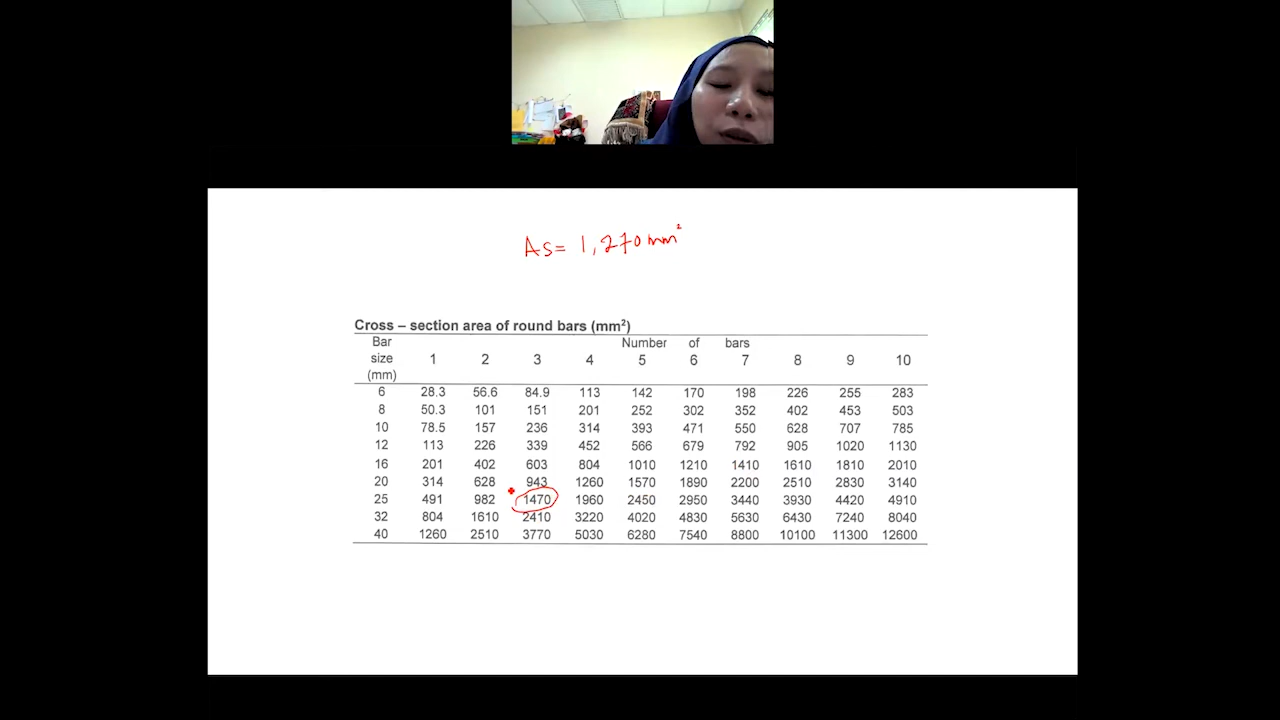 As = 1,270 mm²
Cross – section area of round bars (mm²)
Bar Number of bars
size 1 2 3 4 5 6 7 8 9 10
(mm)
6 28.3 56.6 84.9 113 142 170 198 226 255 283
8 50.3 101 151 201 252 302 352 402 453 503
10 78.5 157 236 314 393 471 550 628 707 785
12 113 226 339 452 566 679 792 905 1020 1130
16 201 402 603 804 1010 1210 1410 1610 1810 2010
20 314 628 943 1260 1570 1890 2200 2510 2830 3140
25 491 982 1470 1960 2450 2950 3440 3930 4420 4910
32 804 1610 2410 3220 4020 4830 5630 6430 7240 8040
40 1260 2510 3770 5030 6280 7540 8800 10100 11300 12600